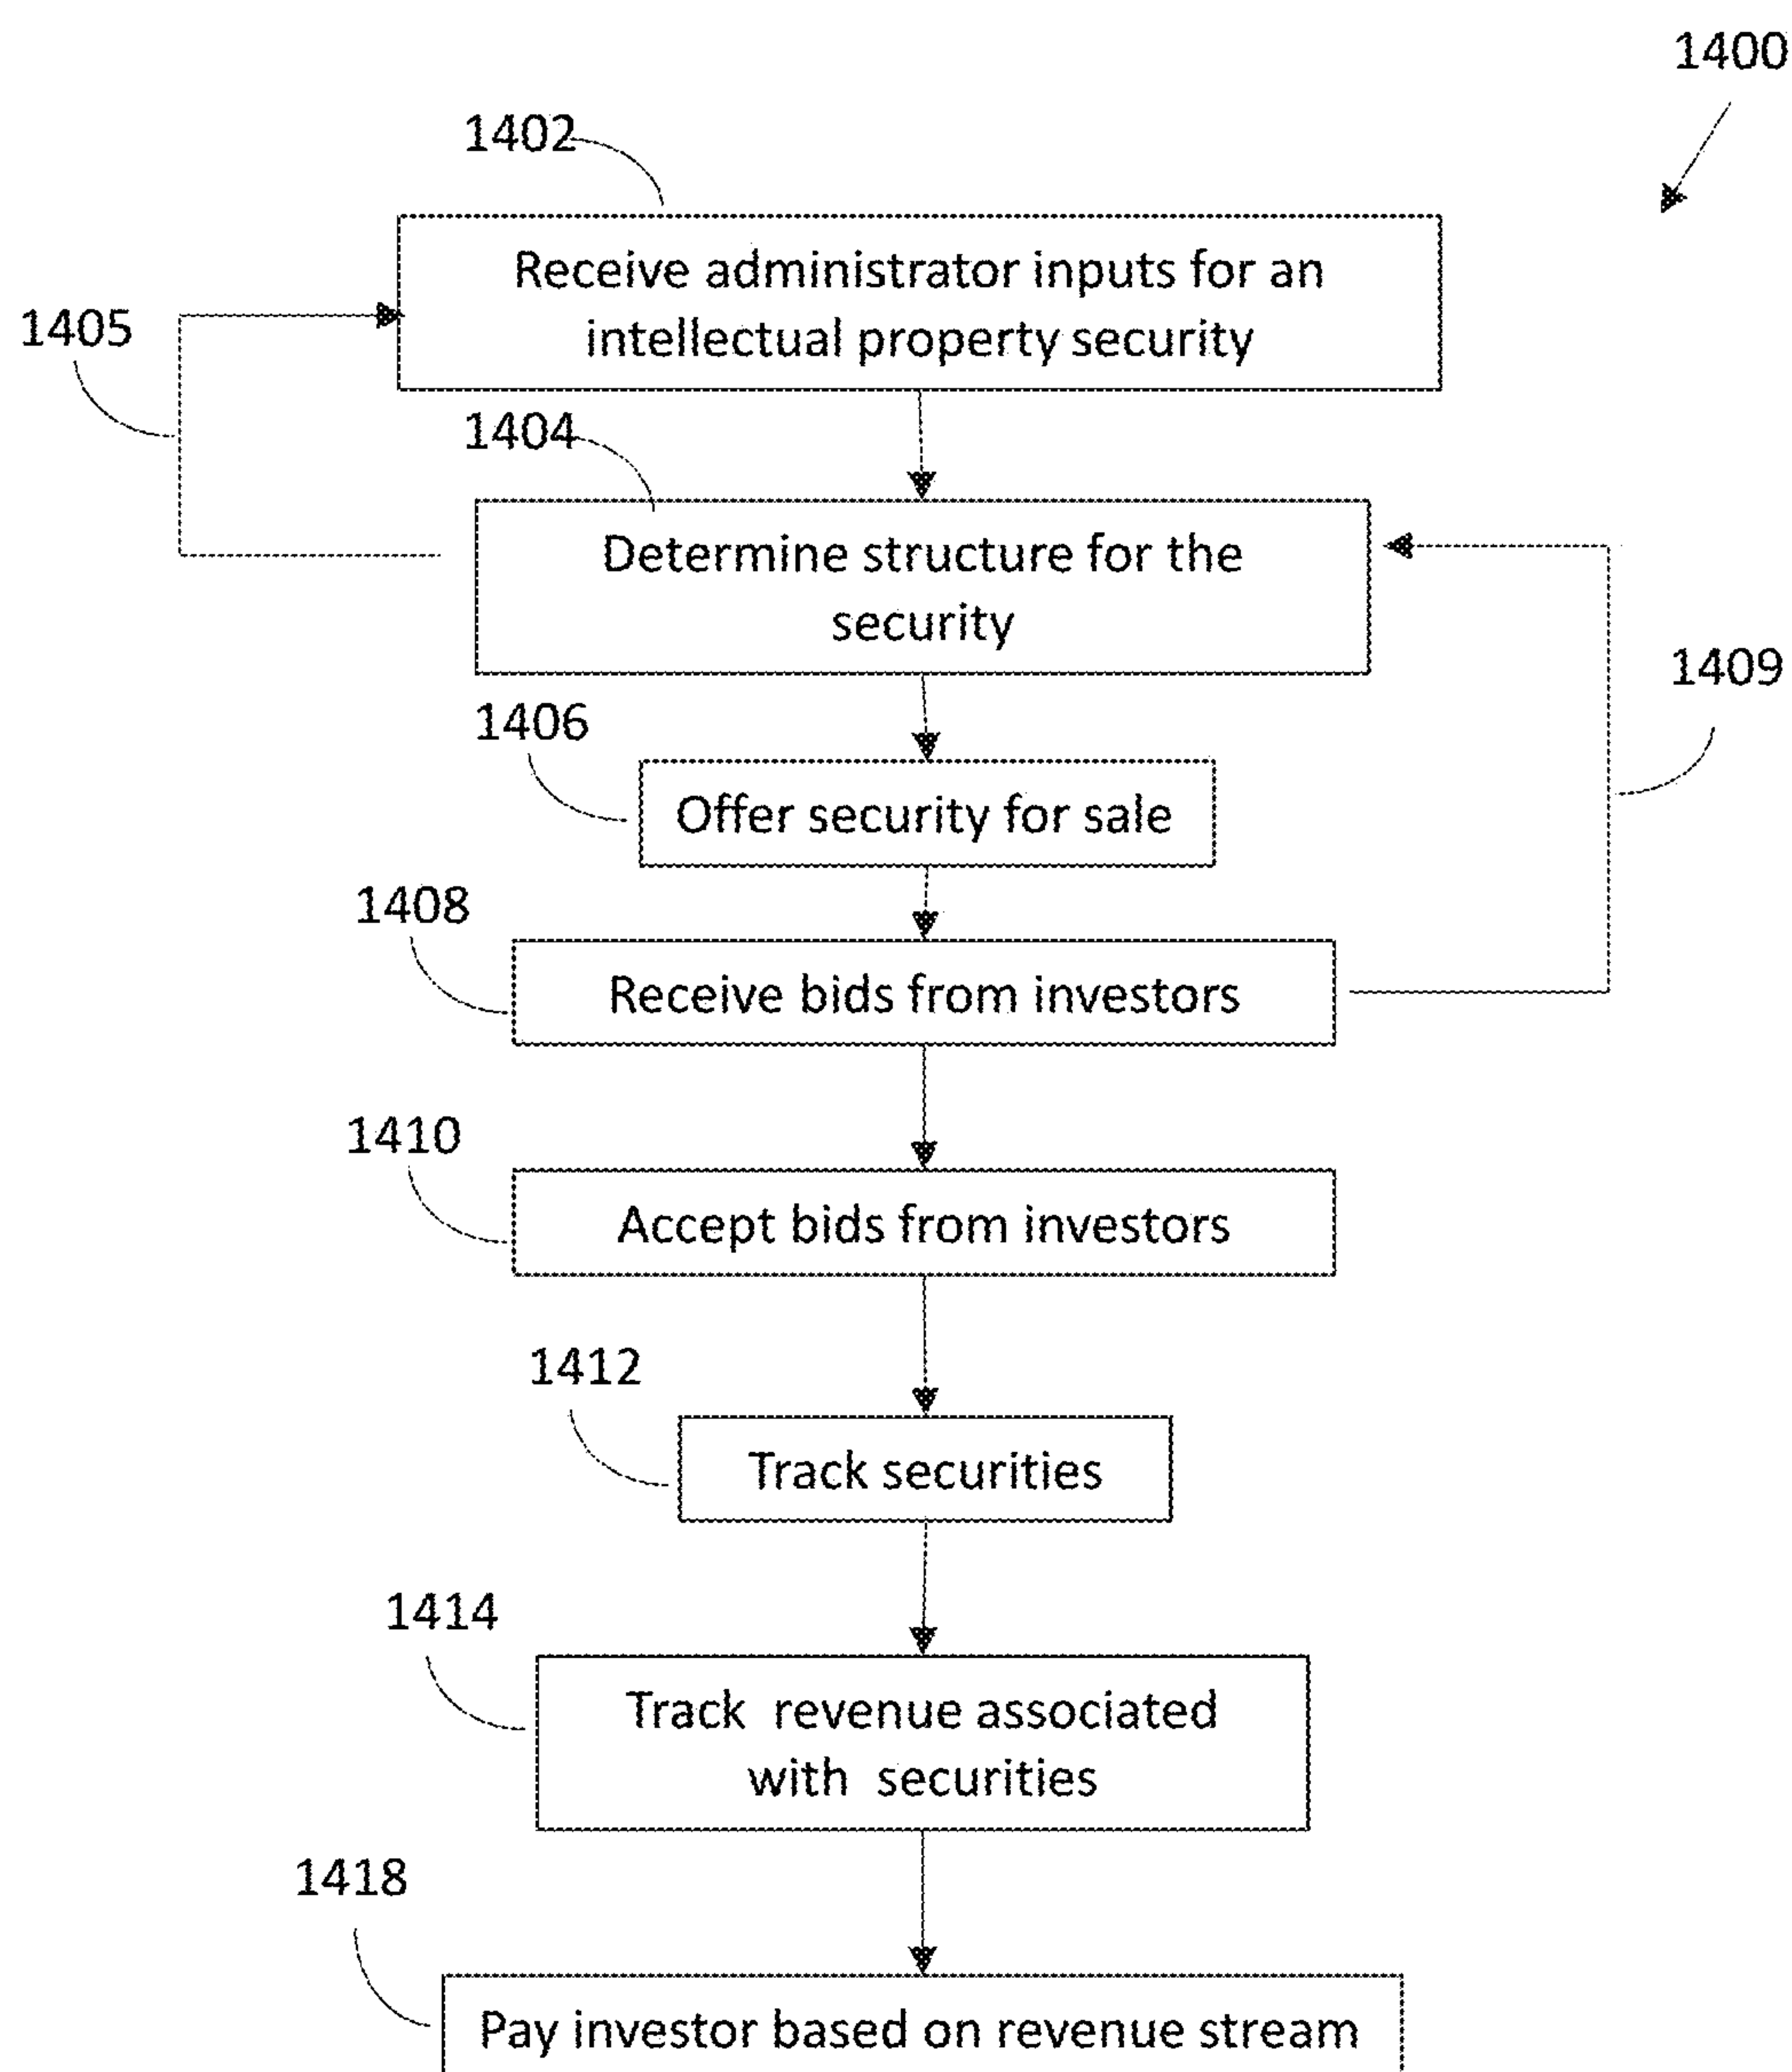 1400
1402
Receive administrator inputs for an
intellectual property security
1405
1404
Determine structure for the
security
1409
1406
Offer security for sale
1408
Receive bids from investors
1410
Accept bids from investors
1412
Track securities
1414
Track revenue associated
with securities
1418
Pay investor based on revenue stream